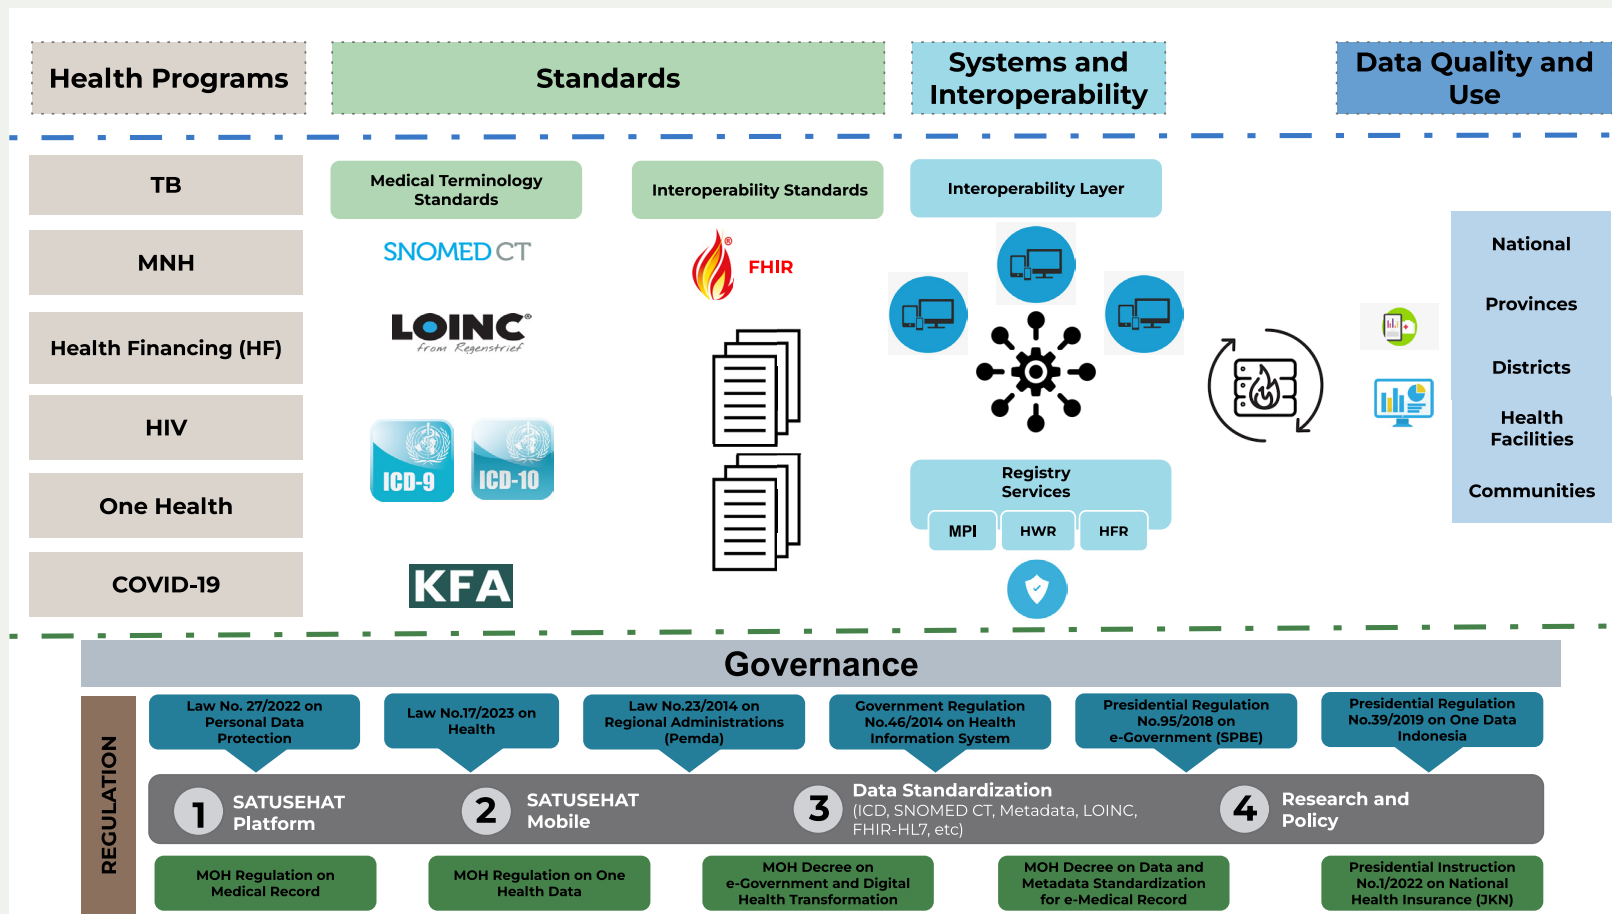 Health Programs
Standards
Systems and
Interoperability
Data Quality and
Use
TB
MNH
Health Financing (HF)
HIV
One Health
COVID-19
Medical Terminology
Standards
SNOMED CT
LOINC®
from Regenstrief
ICD-9
ICD-10
KFA
Interoperability Standards
®
FHIR
Interoperability Layer
Registry
Services
MPI
HWR
HFR
National
Provinces
Districts
Health
Facilities
Communities
Governance
REGULATION
Law No. 27/2022 on
Personal Data
Protection
Law No.17/2023 on
Health
Law No.23/2014 on
Regional Administrations
(Pemda)
Government Regulation
No.46/2014 on Health
Information System
Presidential Regulation
No.95/2018 on
e-Government (SPBE)
Presidential Regulation
No.39/2019 on One Data
Indonesia
1
SATUSEHAT
Platform
2
SATUSEHAT
Mobile
3
Data Standardization
(ICD, SNOMED CT, Metadata, LOINC,
FHIR-HL7, etc)
4
Research and
Policy
MOH Regulation on
Medical Record
MOH Regulation on One
Health Data
MOH Decree on
e-Government and Digital
Health Transformation
MOH Decree on Data and
Metadata Standardization
for e-Medical Record
Presidential Instruction
No.1/2022 on National
Health Insurance (JKN)